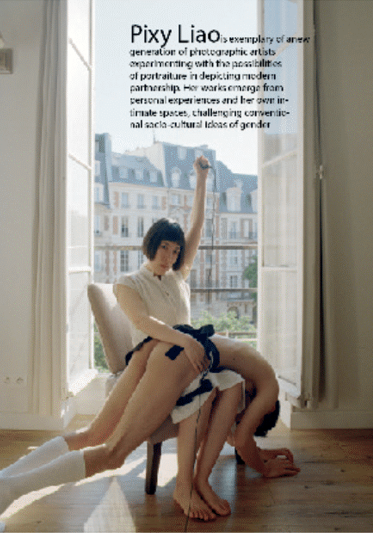 Pixy Liao is exemplary of a new
generation of photographic artists
experimenting with the possibilities
of portraiture in depicting modern
partnership. Her works emerge from
personal experiences and her own in-
timate spaces, challenging conventio-
nal socio-cultural ideas of gender